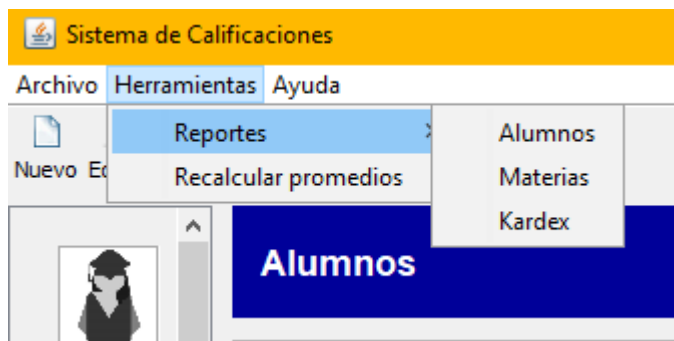 Sistema de Calificaciones
Archivo Herramientas Ayuda
Reportes Alumnos
Nuevo
Recalcular promedios Materias
Kardex
Alumnos